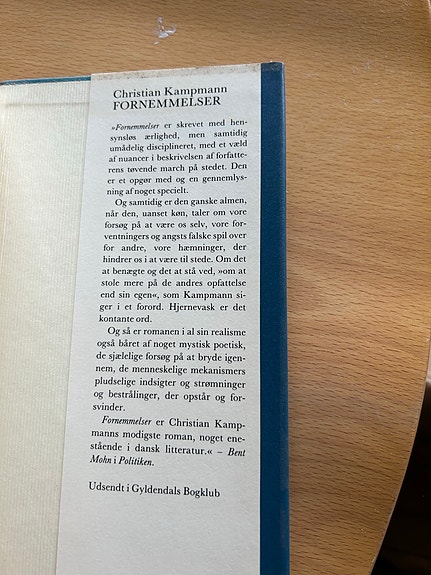 Christian Kampmann
FORNEMMELSER
»Fornemmelser er skrevet med hen-
synsløs ærlighed, men samtidig
umådelig disciplineret, med et væld
af nuancer i beskrivelsen af forfatte-
rens tøvende march på stedet. Den
er et opgør med og en gennemlys-
ning af noget specielt.
Og samtidig er den ganske almen,
når den, uanset køn, taler om vore
forsøg på at være os selv, vore for-
ventningers og angsts falske spil over
for andre, vore hæmninger, der
hindrer os i at være til stede. Om det
at benægte og det at stå ved, »om at
stole mere på de andres opfattelse
end sin egen«, som Kampmann si-
ger i et forord. Hjernevask er det
kontante ord.
Og så er romanen i al sin realisme
også båret af noget mystisk poetisk,
de sjælelige forsøg på at bryde igen-
nem, de menneskelige mekanismers
pludselige indsigter og strømninger
og bestrålinger, der opstår og for-
svinder.
Fornemmelser er Christian Kamp-
manns modigste roman, noget ene-
stående i dansk litteratur.« – Bent
Mohn i Politiken.
Udsendt i Gyldendals Bogklub